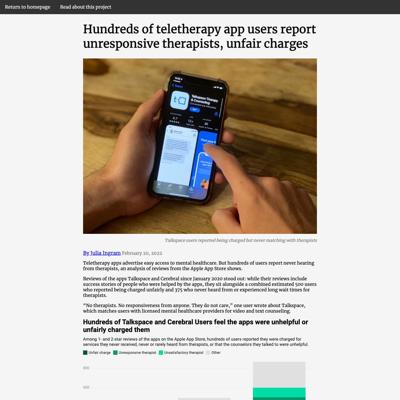 Return to homepage
Read about this project
Hundreds of teletherapy app users report
unresponsive therapists, unfair charges
Talkspace Therapy
& Counseling
Talkspace users reported being charged but never matching with therapists
By Julia Ingram February 20, 2022
Teletherapy apps advertise easy access to mental healthcare. But hundreds of users report never hearing
from therapists, an analysis of reviews from the Apple App Store shows.
Reviews of the apps Talkspace and Cerebral since January 2020 stood out: while their reviews include
success stories of people who were helped by the apps, they sit alongside a combined 520 users
who reported being charged unfairly and 375 who never heard from or experienced long wait times for
therapists.
“No therapists. No responsiveness from anyone. They do not care,” one user wrote about Talkspace,
which matches users with licensed mental healthcare providers for video and text counseling.
Hundreds of Talkspace and Cerebral Users feel the apps were unhelpful or
unfairly charged them
Among 1- and 2-star reviews of the apps on the Apple App Store, hundreds of users reported they were charged for
services they never received, never or rarely heard from therapists, or that the counselors they talked to were unhelpful.
Unfair charge
Unresponsive therapist
Unsatisfactory therapist
Other